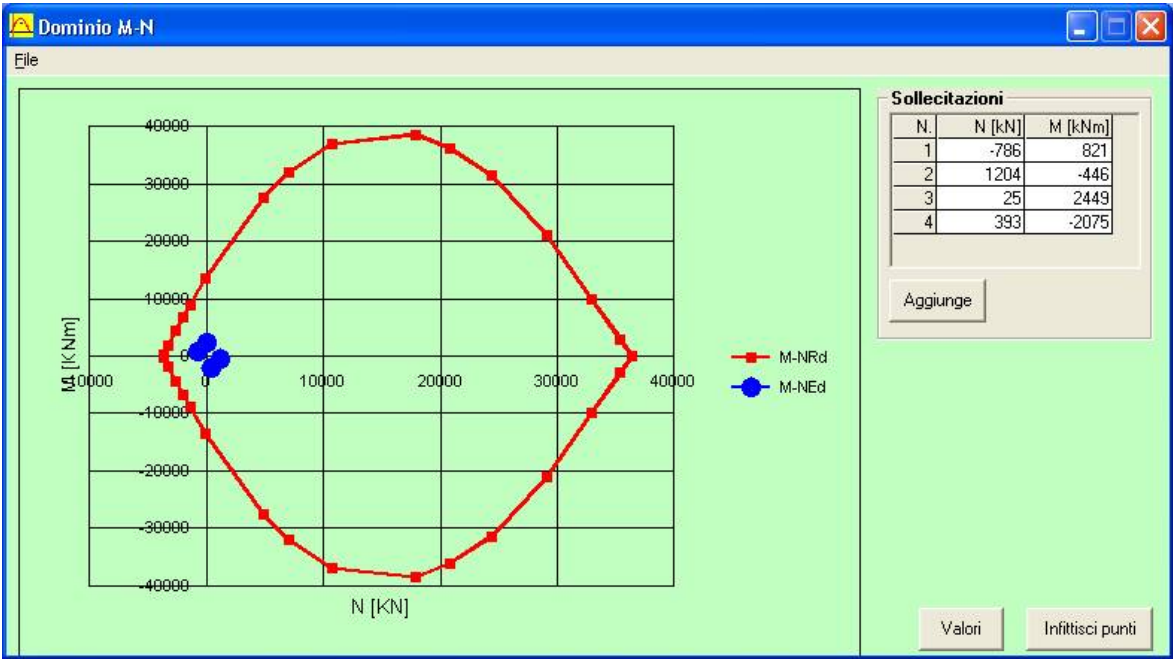 Dominio M-N
File
40000
30000
20000
10000
0
-10000
-20000
-30000
-40000
M [KNm]
0
10000
20000
30000
40000
N [KN]
M-NRd
M-NEd
Sollecitazioni
N. N [kN] M [kNm]
1 -786 821
2 1204 -446
3 25 2449
4 393 -2075
Aggiunge
Valori
Infittisci punti